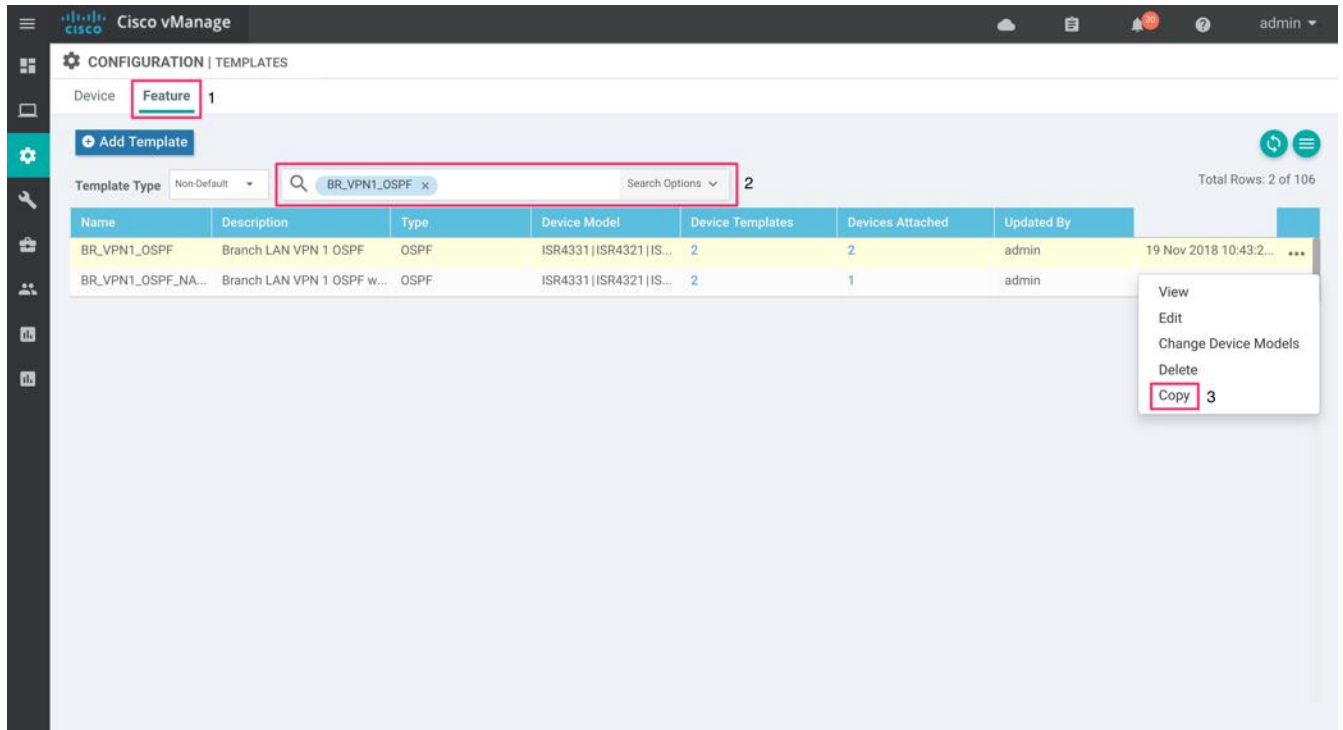 cisco Cisco vManage 30 admin
CONFIGURATION | TEMPLATES
Device Feature 1
Add Template
Template Type Non-Default BR_VPN1_OSPF x Search Options 2 Total Rows: 2 of 106
Name Description Type Device Model Device Templates Devices Attached Updated By
BR_VPN1_OSPF Branch LAN VPN 1 OSPF OSPF ISR4331|ISR4321|IS... 2 2 admin 19 Nov 2018 10:43:2... •••
BR_VPN1_OSPF_NA... Branch LAN VPN 1 OSPF w... OSPF ISR4331|ISR4321|IS... 2 1 admin
View
Edit
Change Device Models
Delete
Copy 3